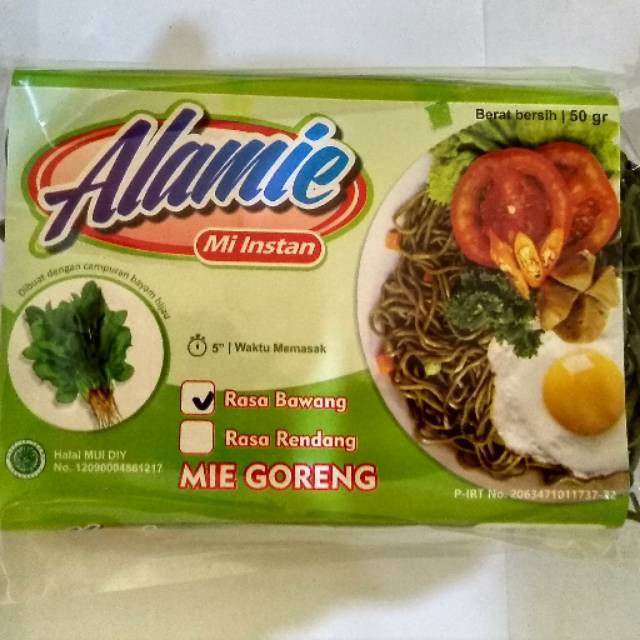 Berat bersih | 50 gr
Alamie
Mi Instan
Dibuat dengan campuran bayam hijau
5" | Waktu Memasak
Rasa Bawang
Rasa Rendang
MIE GORENG
Halal MUI DIY
No. 12090004861217
P-IRT No. 2063471011737-22